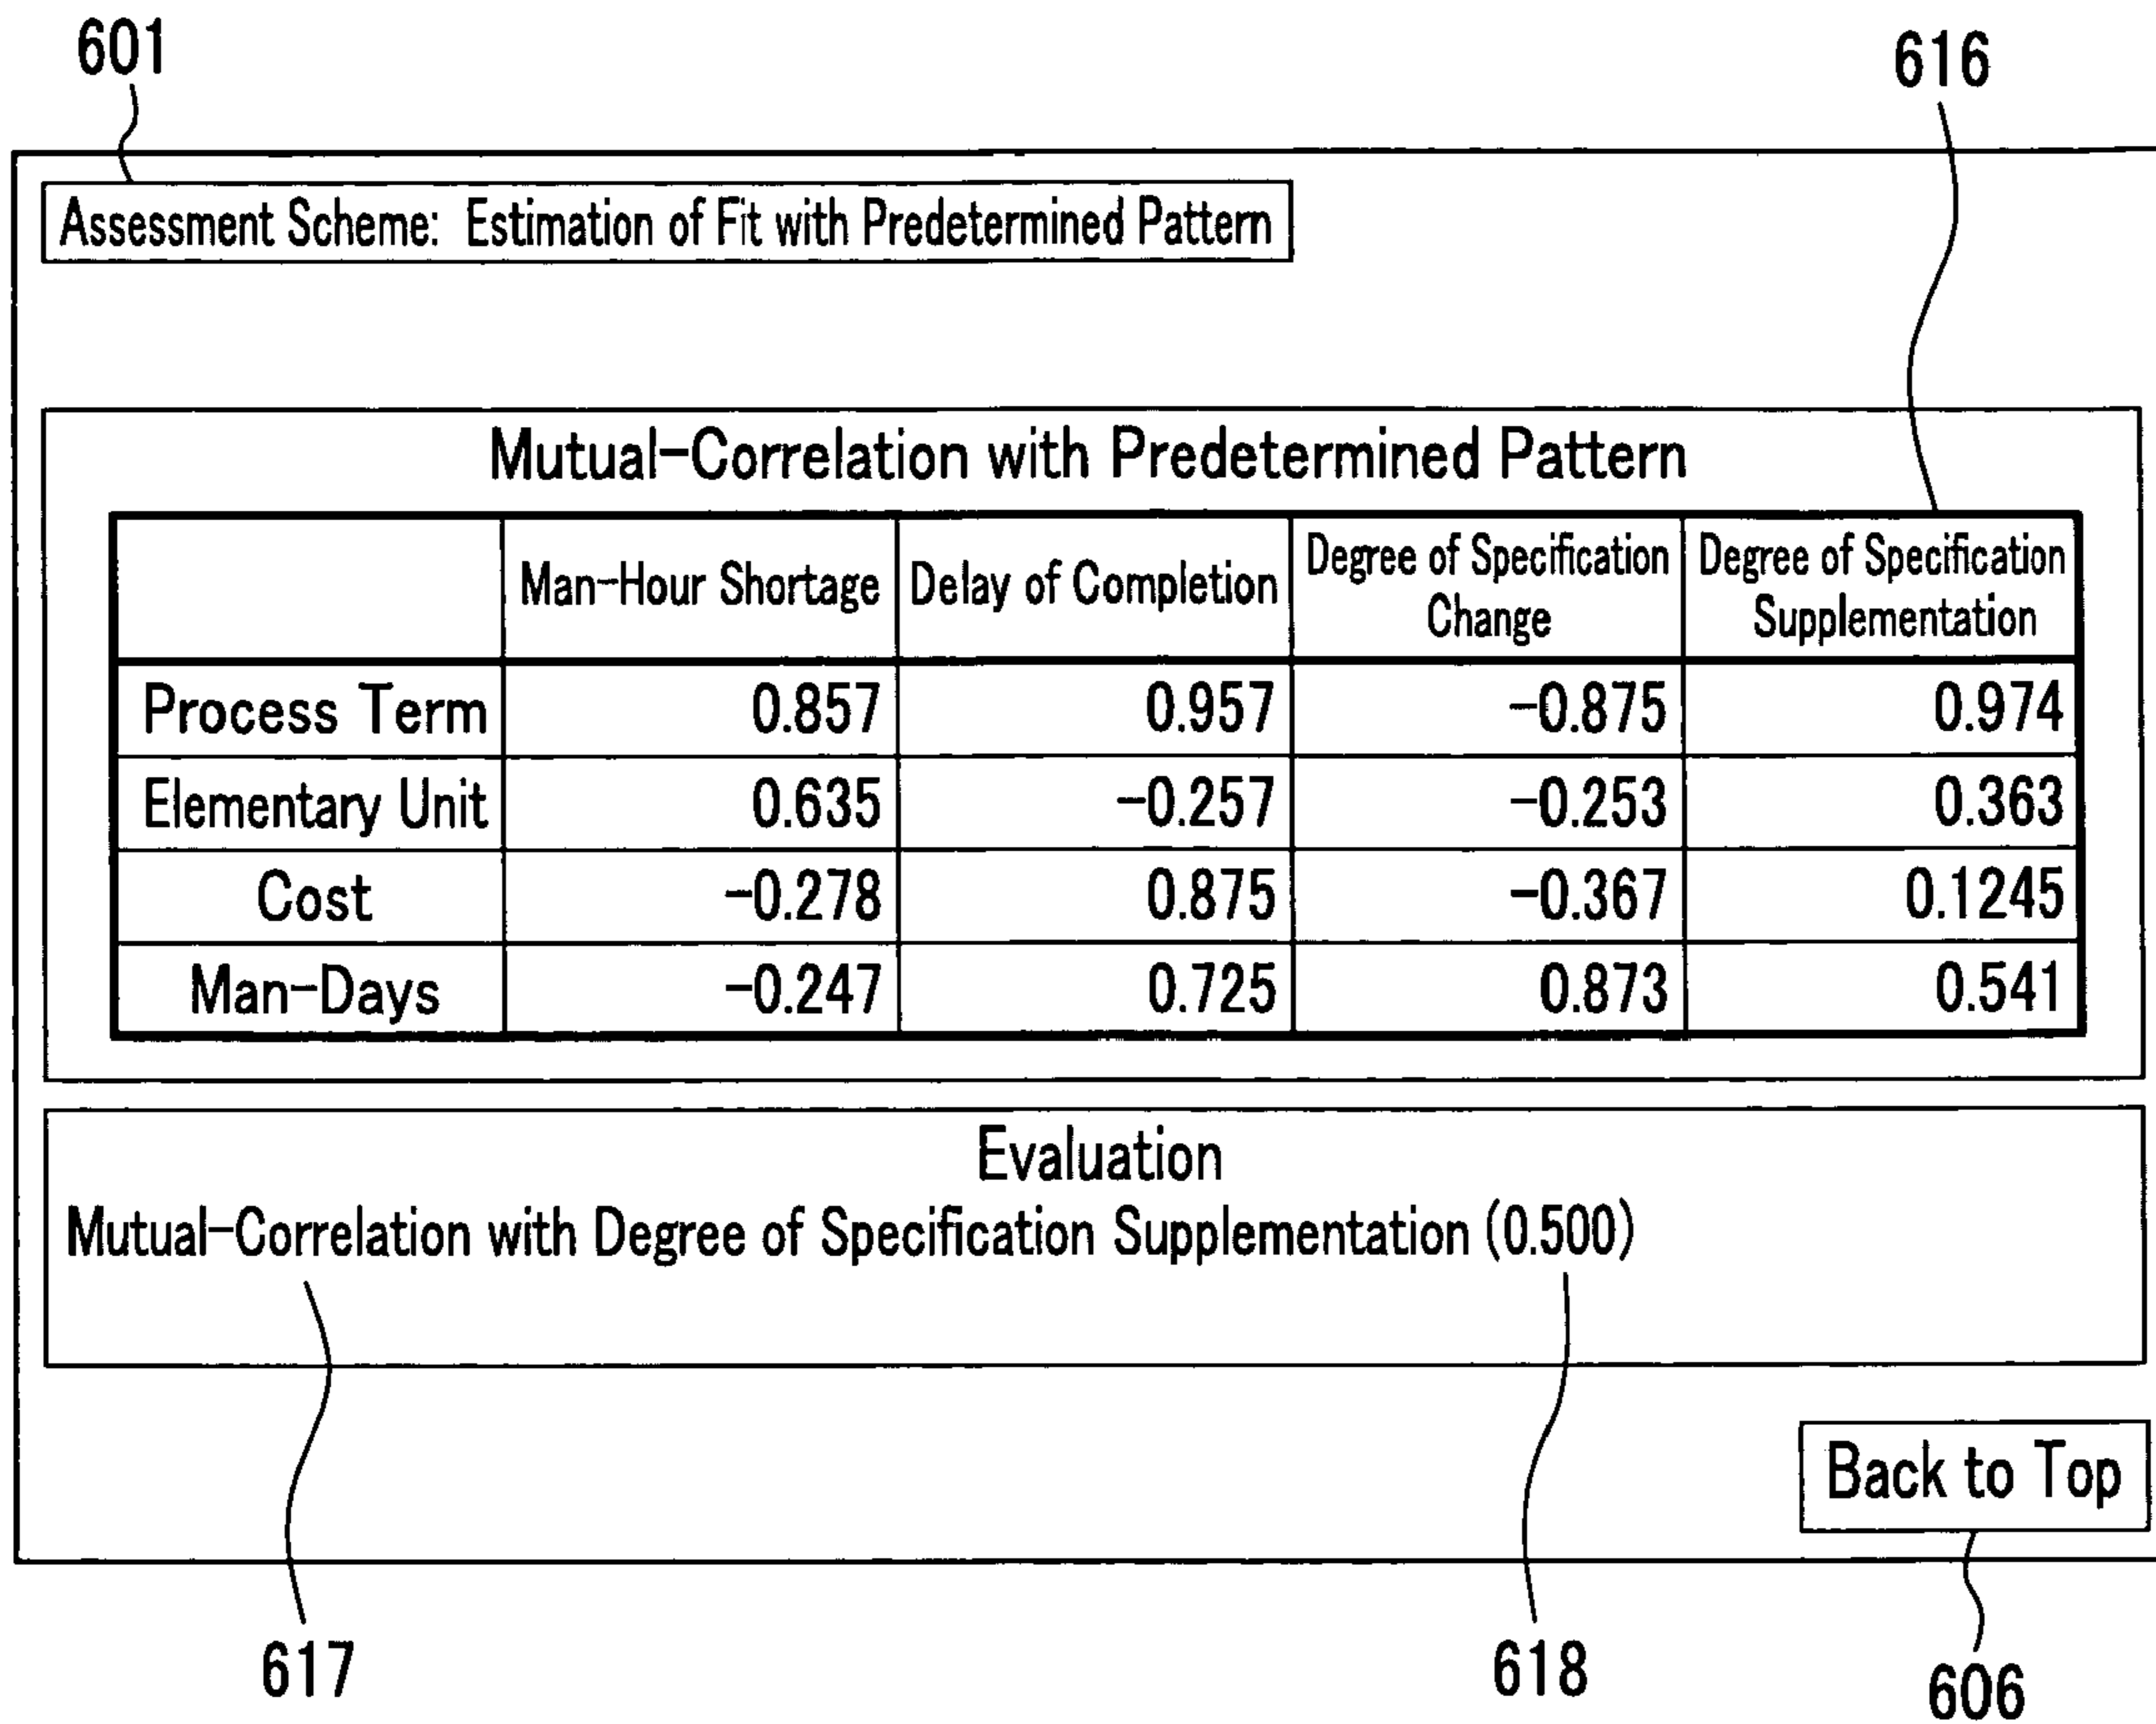 601
616
Assessment Scheme: Estimation of Fit with Predetermined Pattern
Mutual-Correlation with Predetermined Pattern
Man-Hour Shortage Delay of Completion Degree of Specification Change Degree of Specification Supplementation
Process Term 0.857 0.957 -0.875 0.974
Elementary Unit 0.635 -0.257 -0.253 0.363
Cost -0.278 0.875 -0.367 0.1245
Man-Days -0.247 0.725 0.873 0.541
Evaluation
Mutual-Correlation with Degree of Specification Supplementation (0.500)
Back to Top
617
618
606